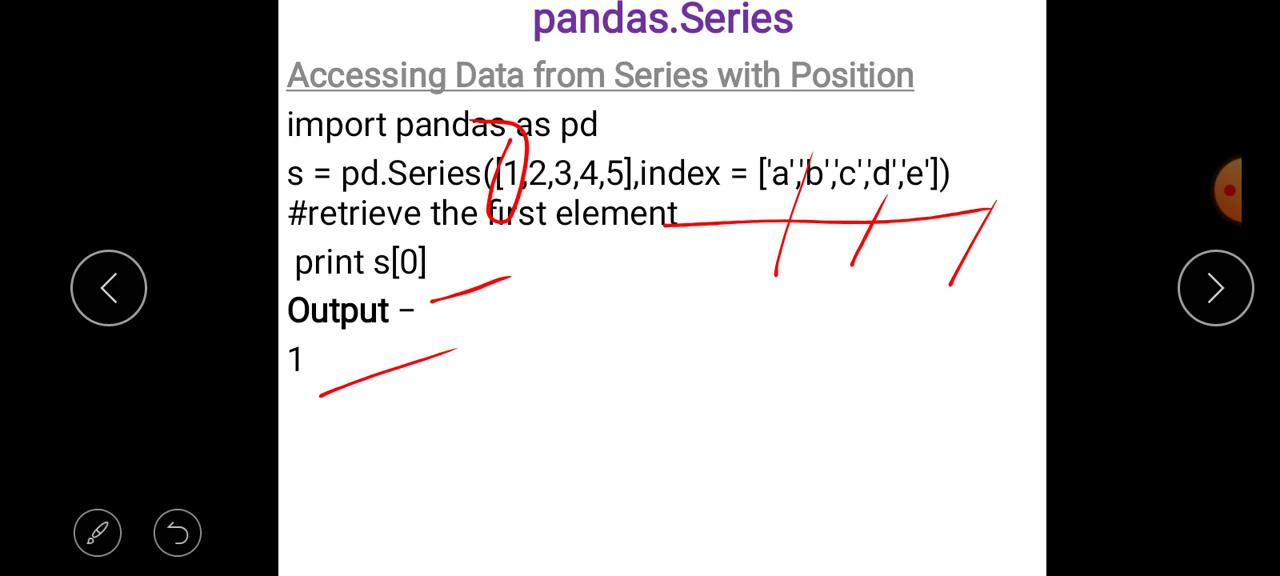 pandas.Series
Accessing Data from Series with Position
import pandas as pd
s = pd.Series([1,2,3,4,5],index = ['a','b','c','d','e'])
#retrieve the first element
print s[0]
Output –
1